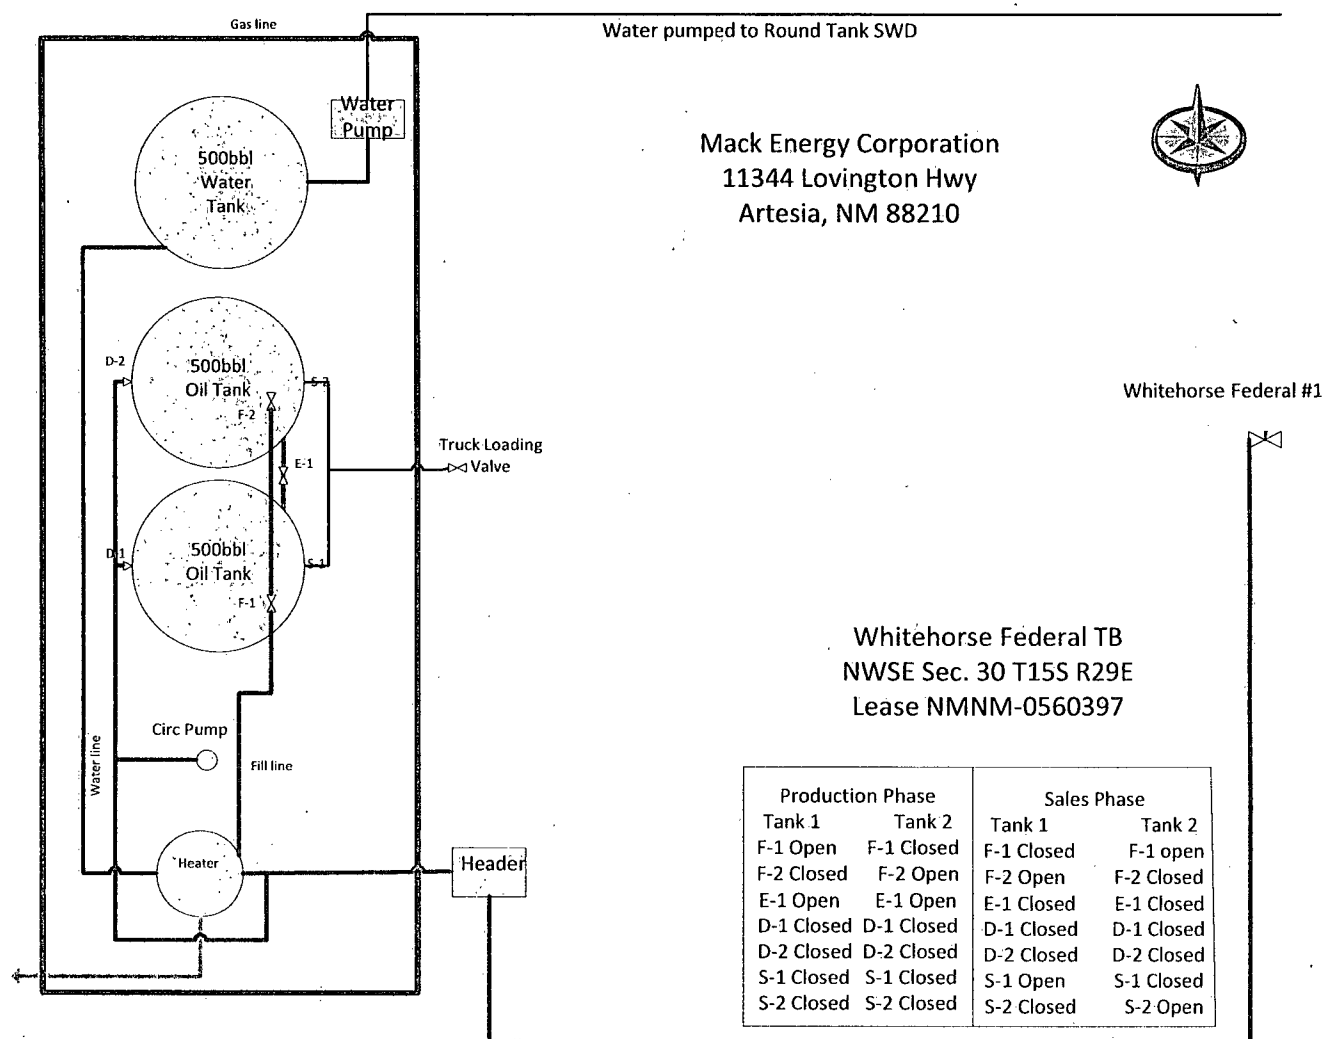 Gas line
Water pumped to Round Tank SWD
Water
Pump
500bbl
Water
Tank
Mack Energy Corporation
11344 Lovington Hwy
Artesia, NM 88210
D-2
500bbl
Oil Tank
S-2
F-2
Whitehorse Federal #1
Truck Loading
Valve
E-1
D-1
500bbl
Oil Tank
S-1
F-1
Whitehorse Federal TB
NWSE Sec. 30 T15S R29E
Lease NMNM-0560397
Circ Pump
Water line
Fill line
Heater
Header
Production Phase
Tank 1 Tank 2
F-1 Open F-1 Closed
F-2 Closed F-2 Open
E-1 Open E-1 Open
D-1 Closed D-1 Closed
D-2 Closed D-2 Closed
S-1 Closed S-1 Closed
S-2 Closed S-2 Closed
Sales Phase
Tank 1 Tank 2
F-1 Closed F-1 open
F-2 Open F-2 Closed
E-1 Closed E-1 Closed
D-1 Closed D-1 Closed
D-2 Closed D-2 Closed
S-1 Open S-1 Closed
S-2 Closed S-2 Open